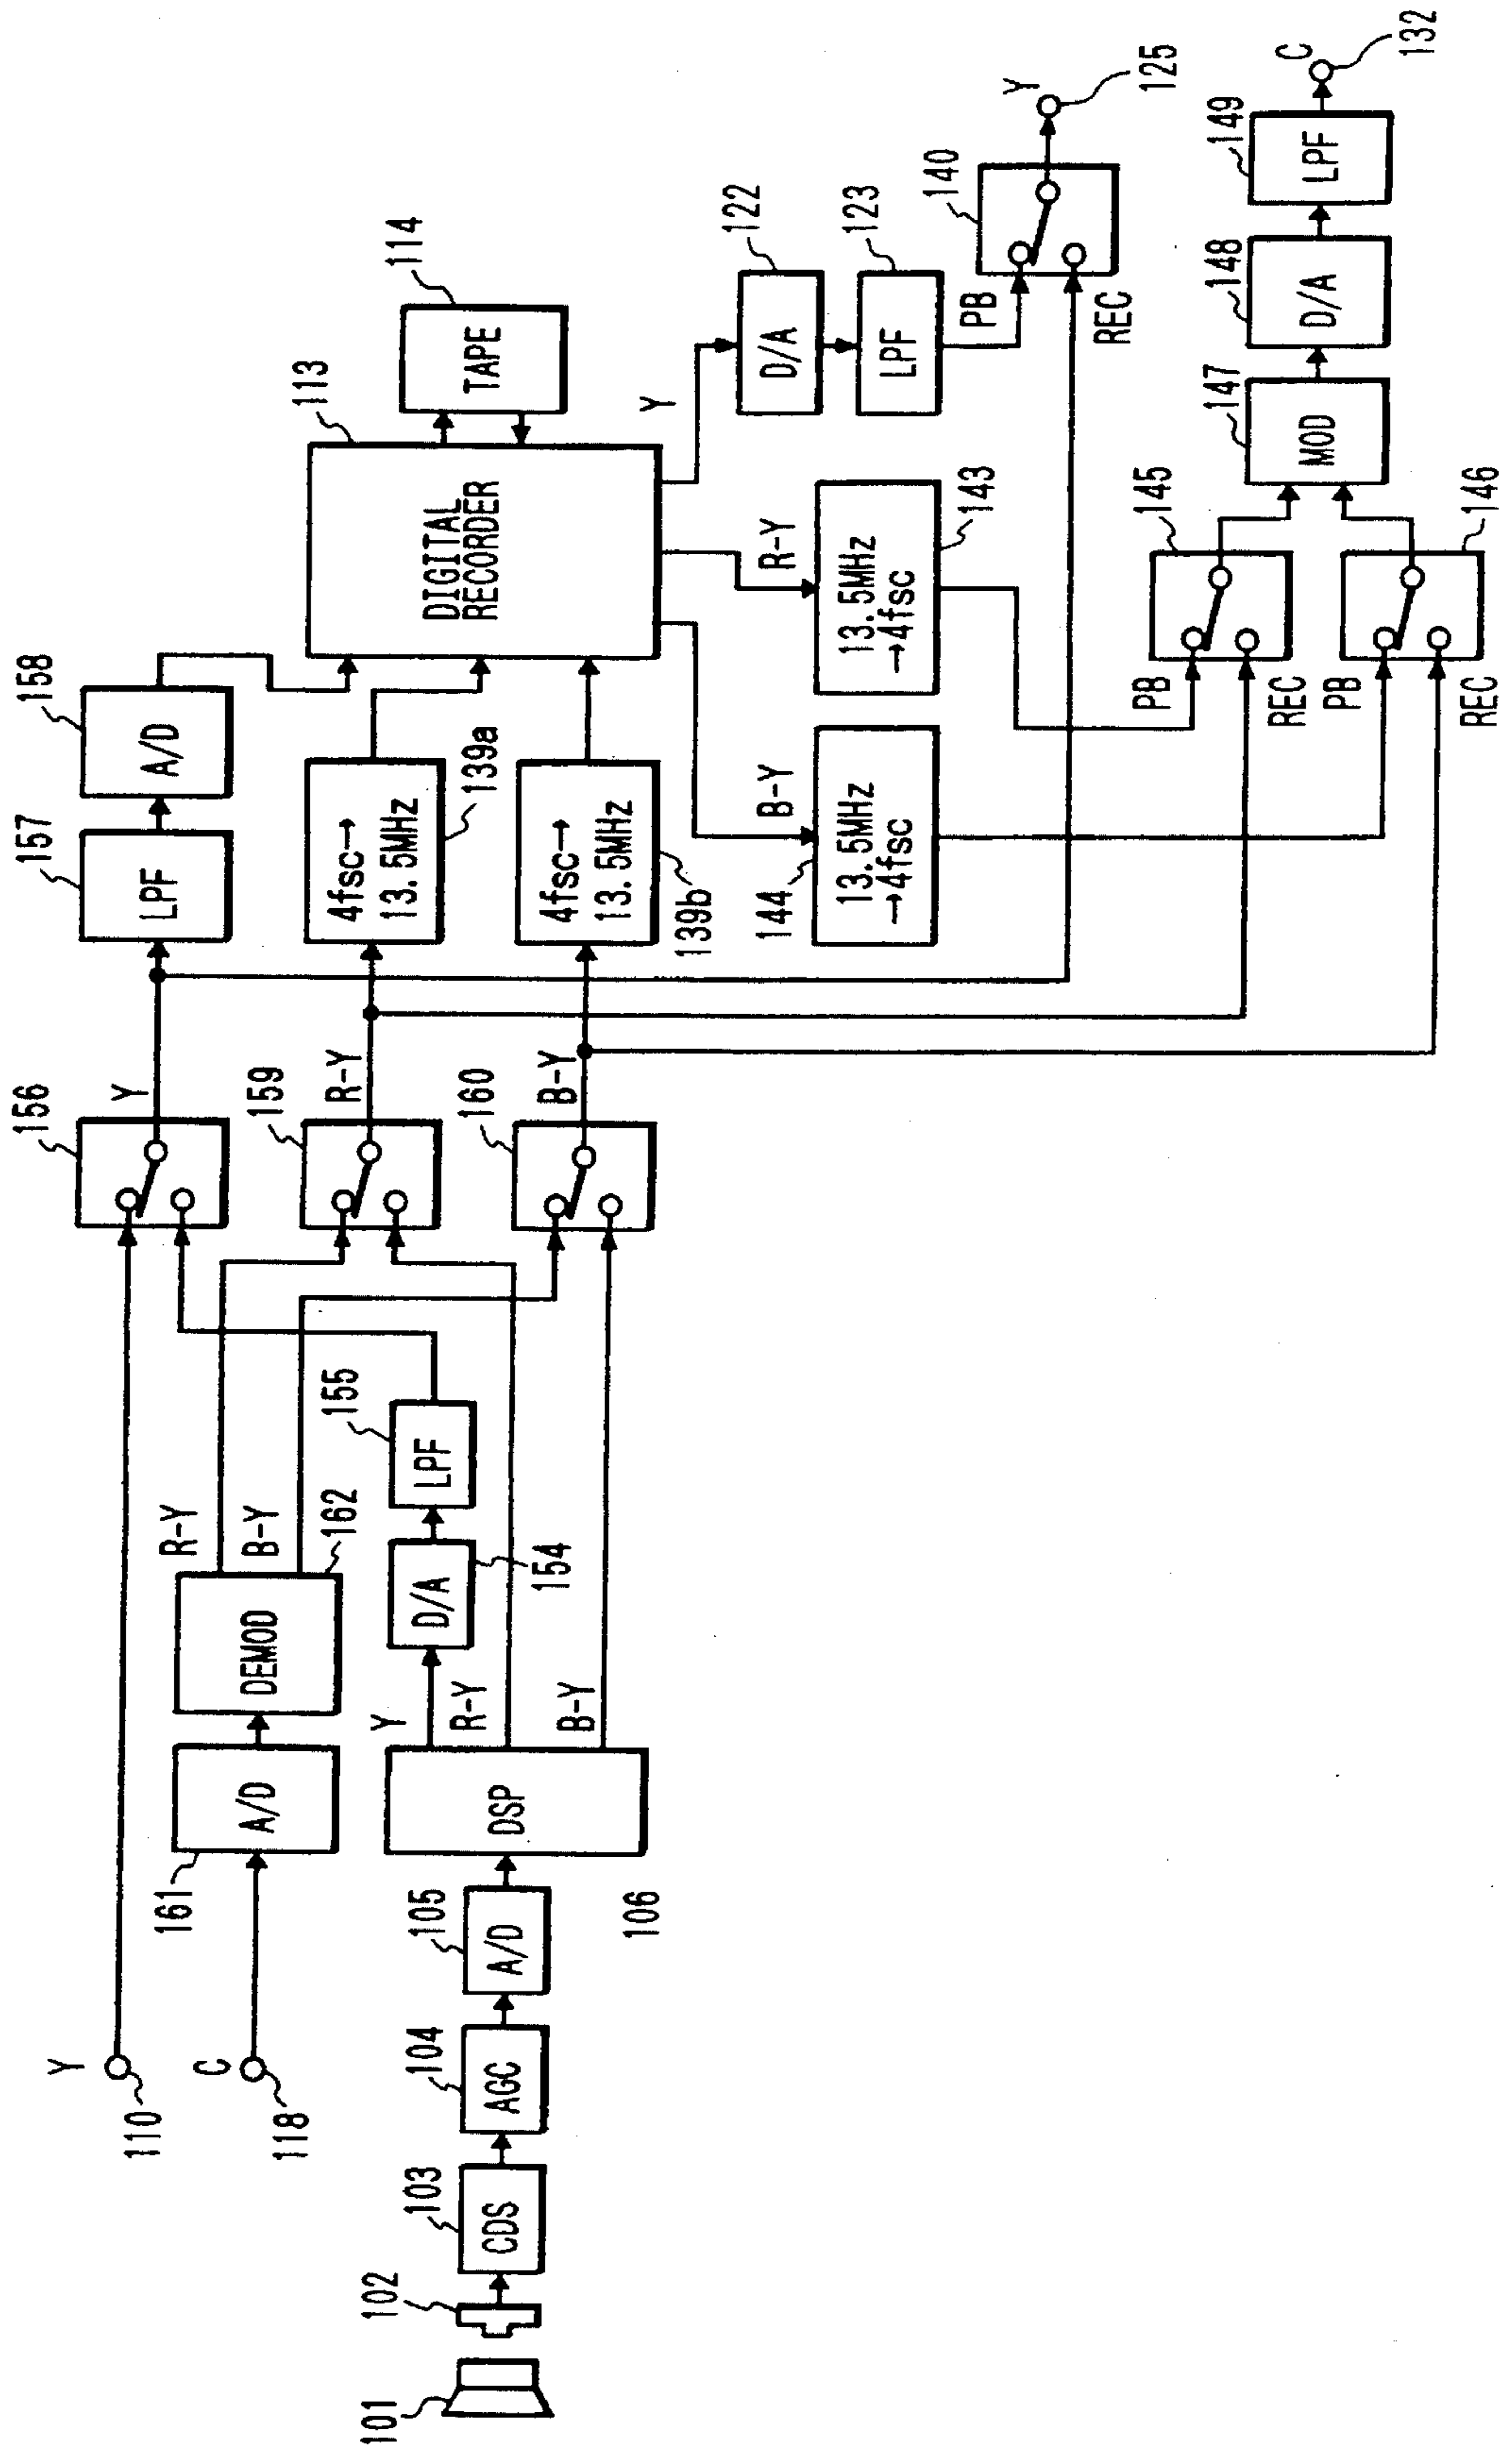 Y
110
C
118
161
A/D
DEMOD
162
R-Y
B-Y
101
102
103
CDS
104
AGC
105
A/D
106
DSP
Y
R-Y
B-Y
D/A
154
155
LPF
156
Y
159
R-Y
160
B-Y
157
LPF
158
A/D
4fsc→
13.5MHz
139a
4fsc→
13.5MHz
139b
113
DIGITAL
RECORDER
114
TAPE
Y
R-Y
B-Y
122
D/A
123
LPF
13.5MHz
→4fsc
143
144
13.5MHz
→4fsc
140
PB
REC
Y
125
145
PB
REC
146
PB
REC
147
MOD
148
D/A
149
LPF
C
132